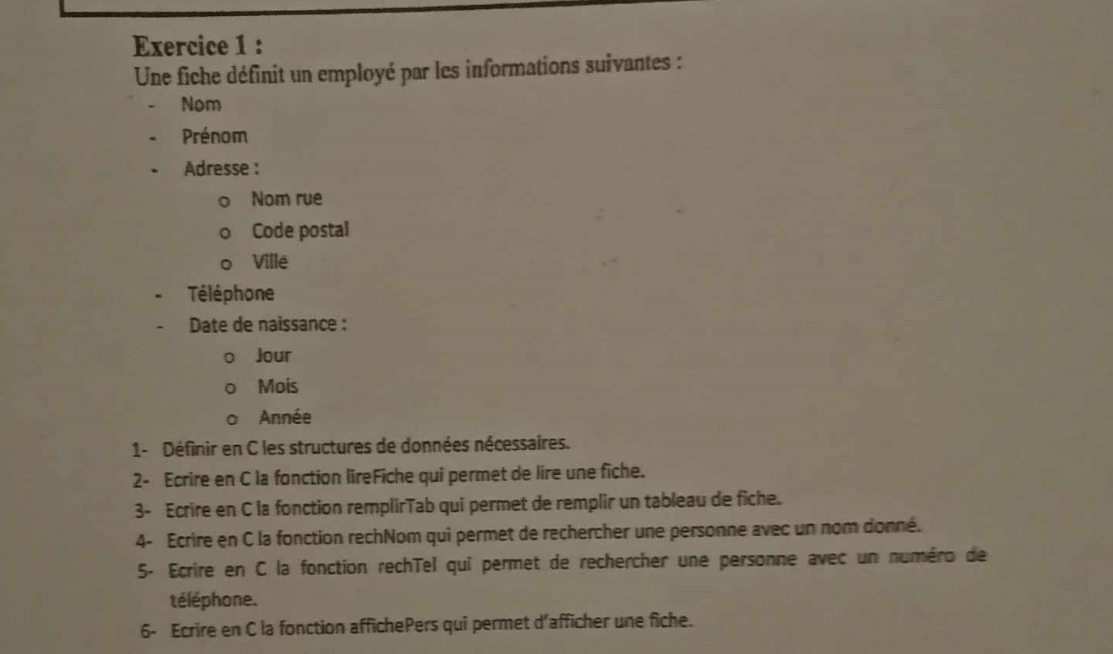 Exercice 1 :
Une fiche définit un employé par les informations suivantes :
- Nom
- Prénom
- Adresse :
o Nom rue
o Code postal
o Ville
- Téléphone
- Date de naissance :
o Jour
o Mois
o Année
1- Définir en C les structures de données nécessaires.
2- Ecrire en C la fonction lireFiche qui permet de lire une fiche.
3- Ecrire en C la fonction remplirTab qui permet de remplir un tableau de fiche.
4- Ecrire en C la fonction rechNom qui permet de rechercher une personne avec un nom donné.
5- Ecrire en C la fonction rechTel qui permet de rechercher une personne avec un numéro de
téléphone.
6- Ecrire en C la fonction affichePers qui permet d'afficher une fiche.